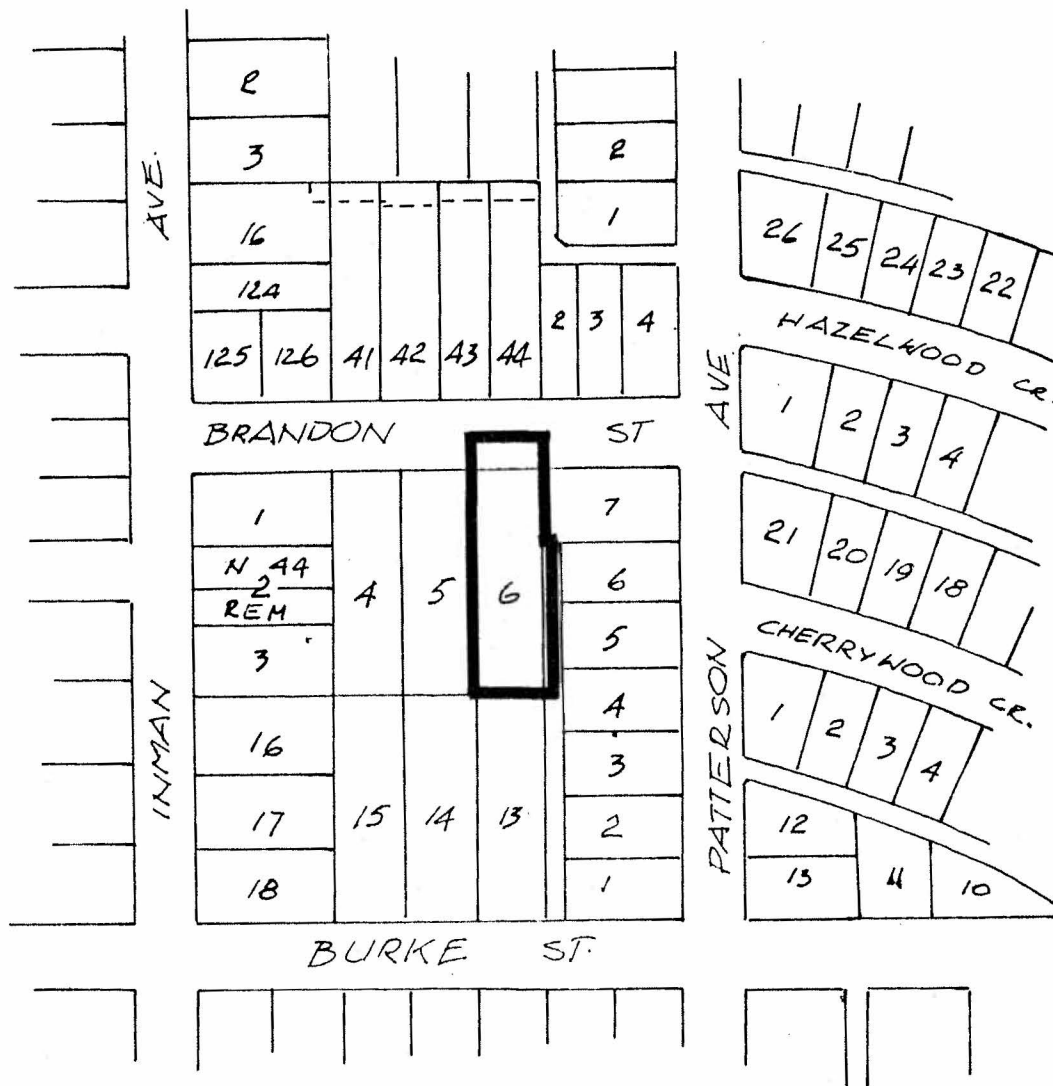 2
3
16
12A
125 126 41 42 43 44
2
1
2 3 4
26 25 24 23 22
HAZELWOOD CR.
1 2 3 4
BRANDON ST
AVE.
INMAN
AVE
PATTERSON
1
N 44
2
REM
3
4 5 6
7
6
5
4
3
2
1
16
17
18
15 14 13
21 20 19 18
CHERRYWOOD CR.
1 2 3 4
12
13 11 10
BURKE ST.